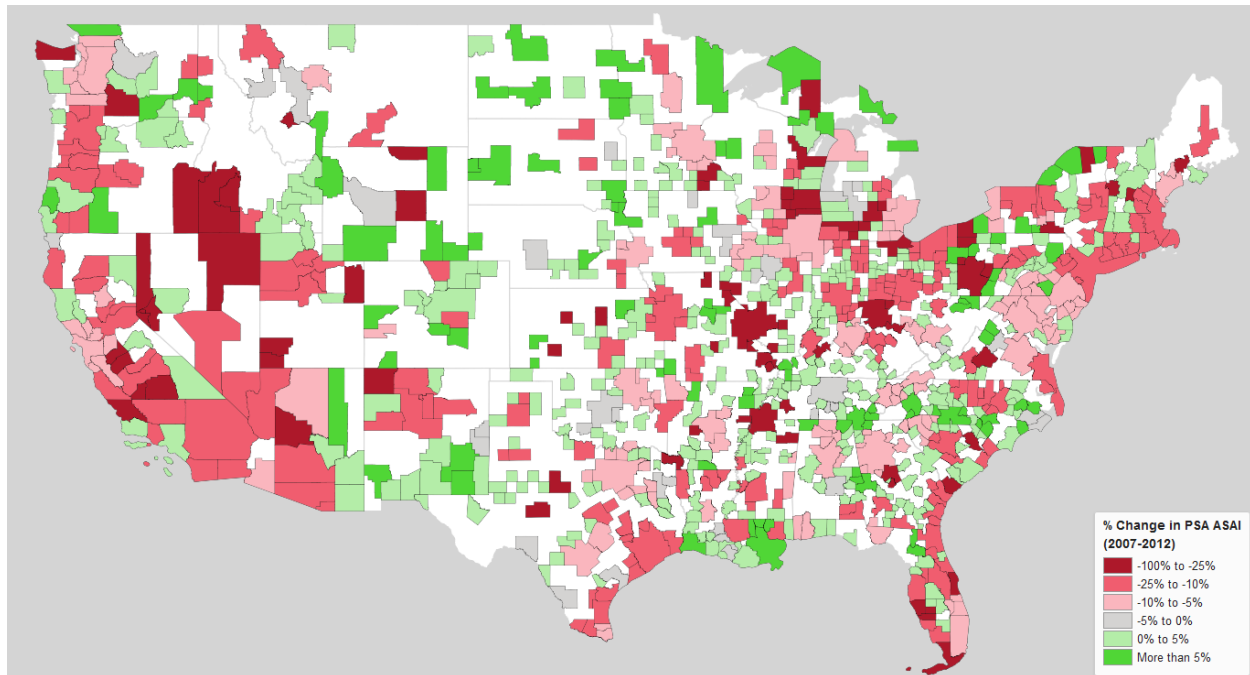 % Change in PSA ASAI
(2007-2012)
-100% to -25%
-25% to -10%
-10% to -5%
-5% to 0%
0% to 5%
More than 5%